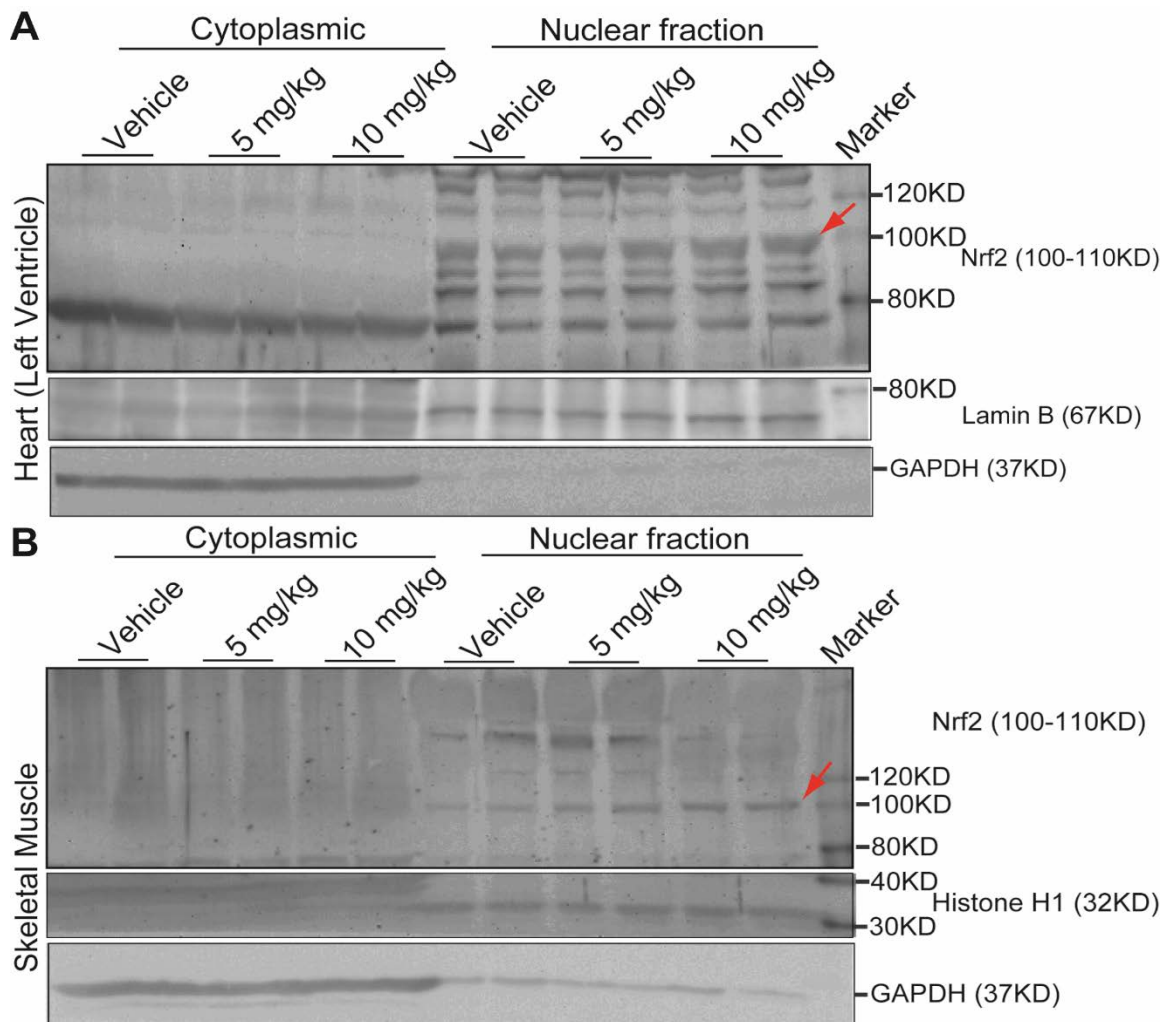 A
Cytoplasmic
Nuclear fraction
Vehicle
5 mg/kg
10 mg/kg
Vehicle
5 mg/kg
10 mg/kg
Marker
Heart (Left Ventricle)
120KD
100KD
Nrf2 (100-110KD)
80KD
80KD
Lamin B (67KD)
GAPDH (37KD)
B
Cytoplasmic
Nuclear fraction
Vehicle
5 mg/kg
10 mg/kg
Vehicle
5 mg/kg
10 mg/kg
Marker
Skeletal Muscle
Nrf2 (100-110KD)
120KD
100KD
80KD
40KD
Histone H1 (32KD)
30KD
GAPDH (37KD)